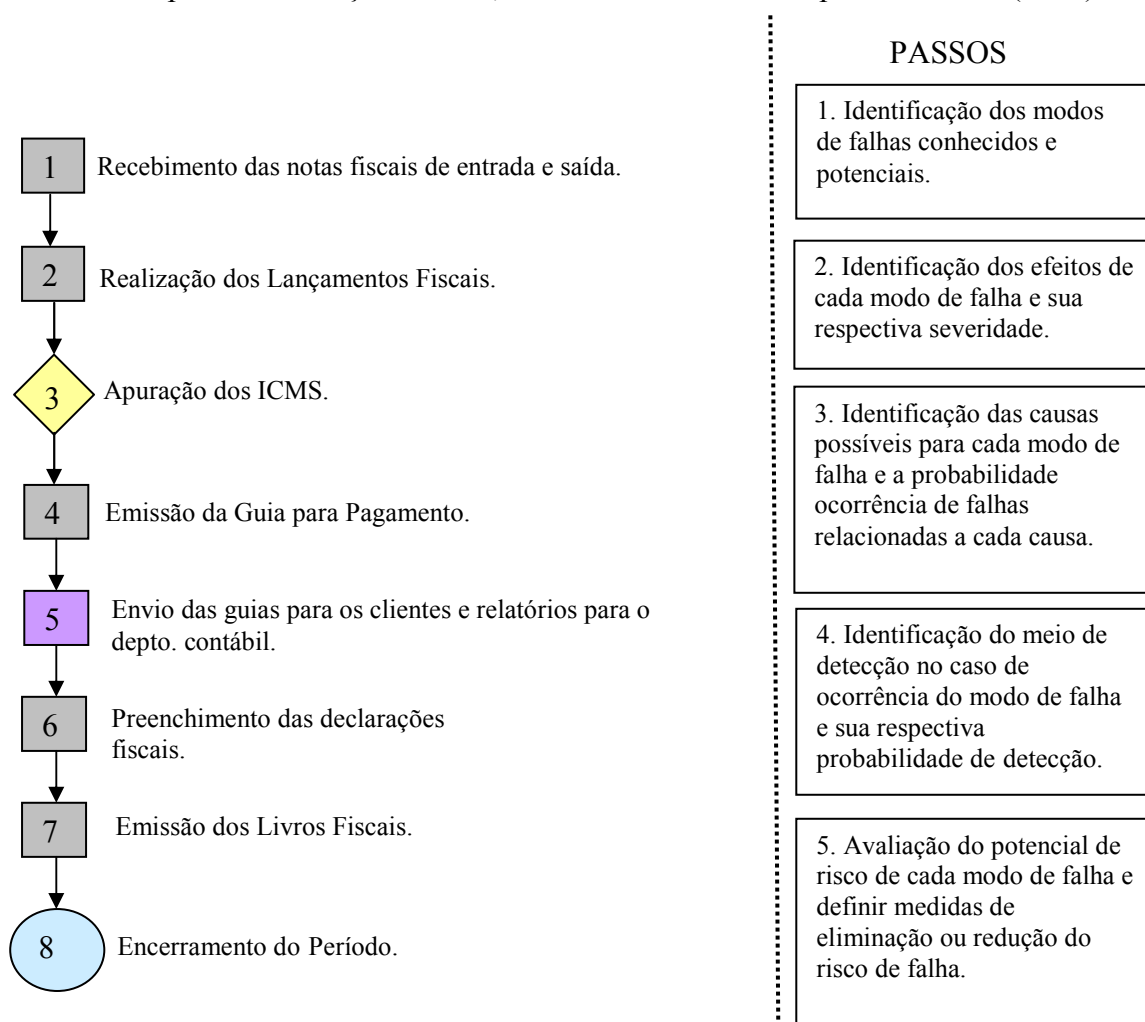 PASSOS
1
Recebimento das notas fiscais de entrada e saída.
2
Realização dos Lançamentos Fiscais.
3
Apuração dos ICMS.
4
Emissão da Guia para Pagamento.
5
Envio das guias para os clientes e relatórios para o
depto. contábil.
6
Preenchimento das declarações
fiscais.
7
Emissão dos Livros Fiscais.
8
Encerramento do Período.
1. Identificação dos modos
de falhas conhecidos e
potenciais.
2. Identificação dos efeitos de
cada modo de falha e sua
respectiva severidade.
3. Identificação das causas
possíveis para cada modo de
falha e a probabilidade
ocorrência de falhas
relacionadas a cada causa.
4. Identificação do meio de
detecção no caso de
ocorrência do modo de falha
e sua respectiva
probabilidade de detecção.
5. Avaliação do potencial de
risco de cada modo de falha e
definir medidas de
eliminação ou redução do
risco de falha.